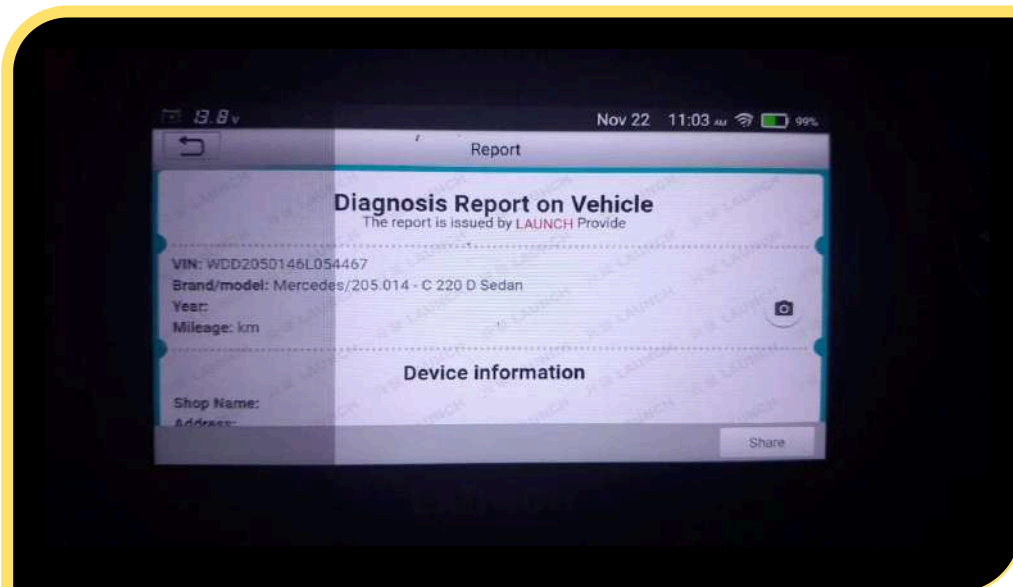 13.8v Nov 22 11:03 AM 99%
Report
Diagnosis Report on Vehicle
The report is issued by LAUNCH Provide
VIN: WDD2050146L054467
Brand/model: Mercedes/205.014 - C 220 D Sedan
Year:
Mileage: km
Device information
Shop Name:
Address:
Share